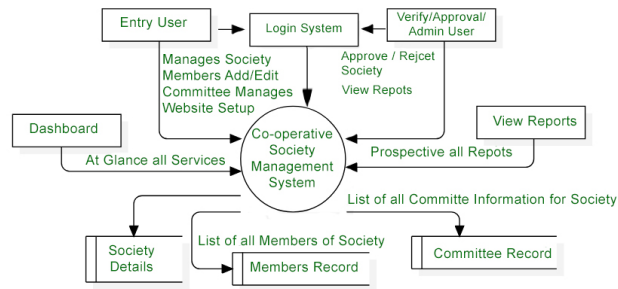 Entry User
Login System
Verify/Approval/
Admin User
Manages Society
Members Add/Edit
Committee Manages
Website Setup
Approve / Rejcet
Society
View Repots
Dashboard
Co-operative
Society
Management
System
View Reports
At Glance all Services
Prospective all Repots
List of all Committe Information for Society
Society
Details
List of all Members of Society
Members Record
Committee Record